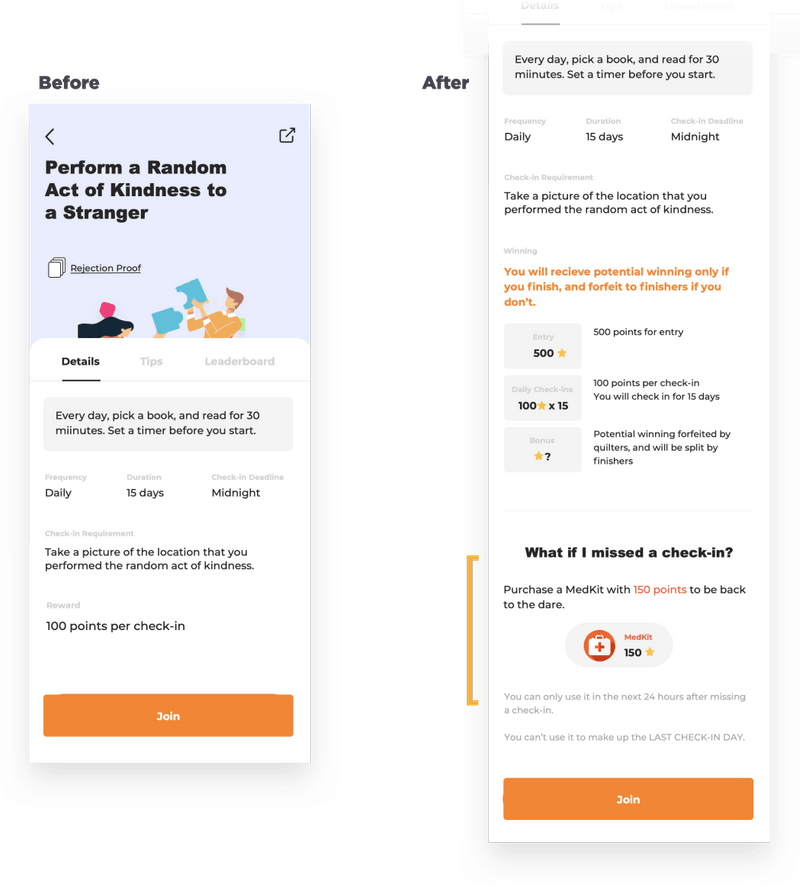 Before
Perform a Random
Act of Kindness to
a Stranger
Rejection Proof
Details Tips Leaderboard
Every day, pick a book, and read for 30
miinutes. Set a timer before you start.
Frequency Duration Check-in Deadline
Daily 15 days Midnight
Check-in Requirement
Take a picture of the location that you
performed the random act of kindness.
Reward
100 points per check-in
Join
After
Details Tips Leaderboard
Every day, pick a book, and read for 30
miinutes. Set a timer before you start.
Frequency Duration Check-in Deadline
Daily 15 days Midnight
Check-in Requirement
Take a picture of the location that you
performed the random act of kindness.
Winning
You will recieve potential winning only if
you finish, and forfeit to finishers if you
don't.
Entry
500
500 points for entry
Daily Check-ins
100 x 15
100 points per check-in
You will check in for 15 days
Bonus
?
Potential winning forfeited by
quilters, and will be split by
finishers
What if I missed a check-in?
Purchase a MedKit with 150 points to be back
to the dare.
MedKit
150
You can only use it in the next 24 hours after missing
a check-in.
You can't use it to make up the LAST CHECK-IN DAY.
Join